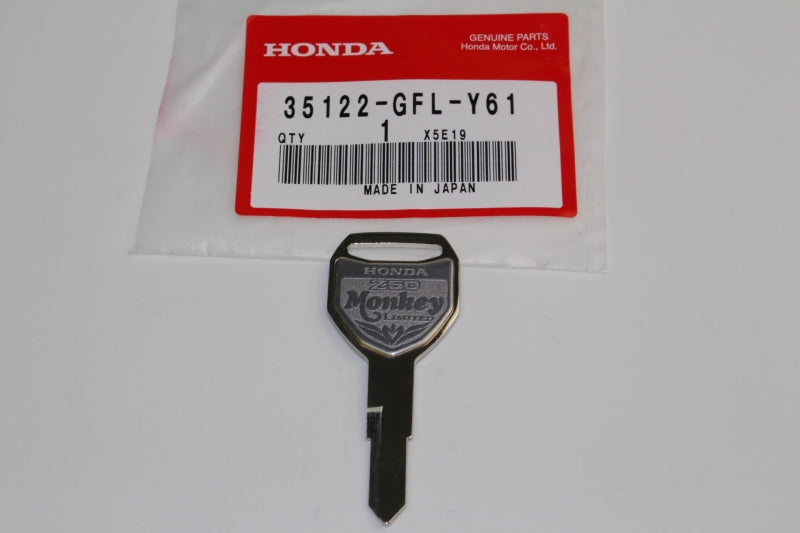 HONDA
GENUINE PARTS
Honda Motor Co., Ltd.
35122-GFL-Y61
QTY 1 X5E19
MADE IN JAPAN
HONDA
Z50
Monkey
LIMITED